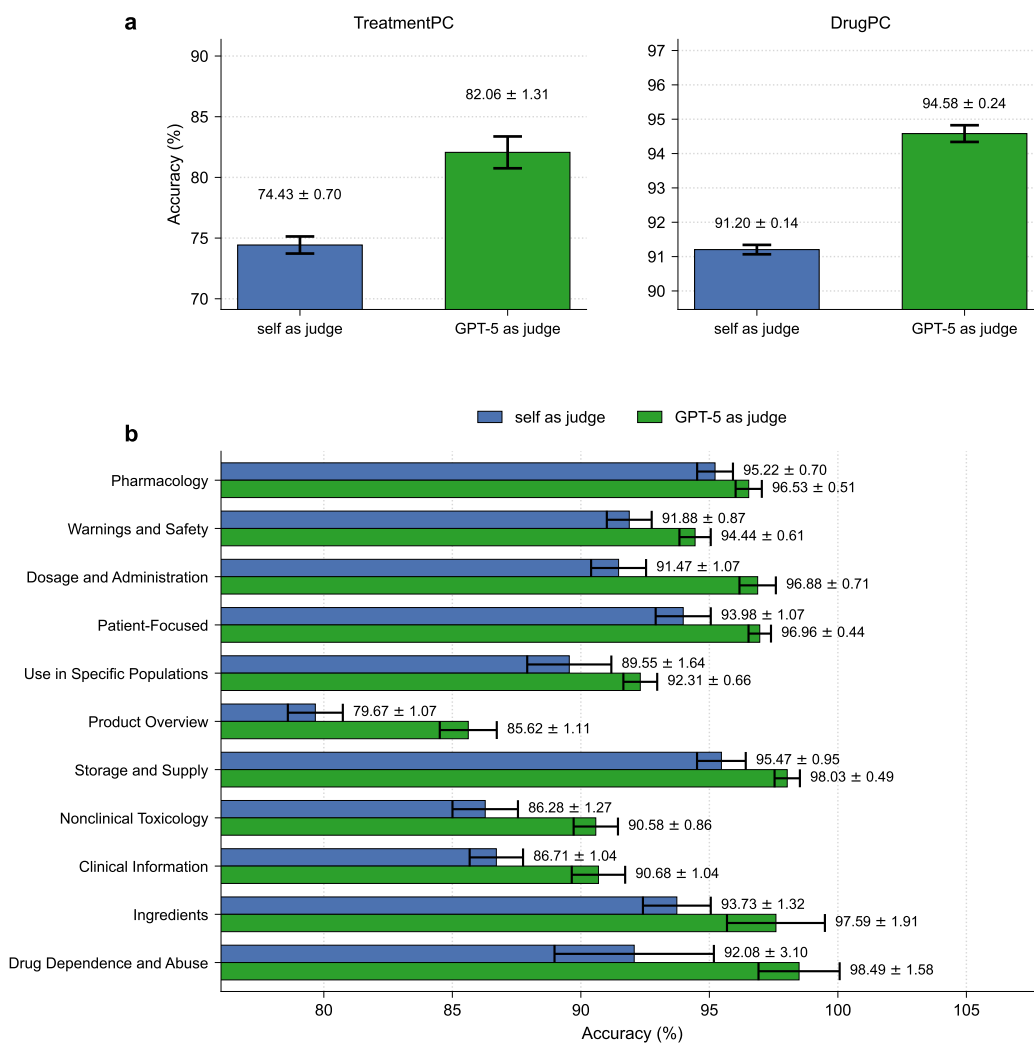 a
TreatmentPC
DrugPC
Accuracy (%)
90
85
80
75
70
74.43 ± 0.70
82.06 ± 1.31
self as judge
GPT-5 as judge
97
96
95
94
93
92
91
90
91.20 ± 0.14
94.58 ± 0.24
self as judge
GPT-5 as judge
b
self as judge
GPT-5 as judge
Pharmacology
95.22 ± 0.70
96.53 ± 0.51
Warnings and Safety
91.88 ± 0.87
94.44 ± 0.61
Dosage and Administration
91.47 ± 1.07
96.88 ± 0.71
Patient-Focused
93.98 ± 1.07
96.96 ± 0.44
Use in Specific Populations
89.55 ± 1.64
92.31 ± 0.66
Product Overview
79.67 ± 1.07
85.62 ± 1.11
Storage and Supply
95.47 ± 0.95
98.03 ± 0.49
Nonclinical Toxicology
86.28 ± 1.27
90.58 ± 0.86
Clinical Information
86.71 ± 1.04
90.68 ± 1.04
Ingredients
93.73 ± 1.32
97.59 ± 1.91
Drug Dependence and Abuse
92.08 ± 3.10
98.49 ± 1.58
80
85
90
95
100
105
Accuracy (%)